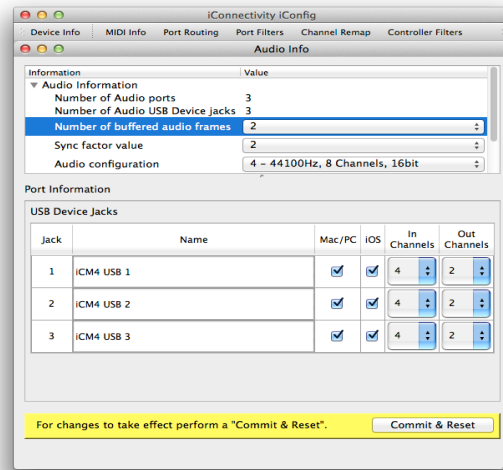 iConnectivity iConfig
Device Info MIDI Info Port Routing Port Filters Channel Remap Controller Filters
Audio Info
Information Value
Audio Information
Number of Audio ports 3
Number of Audio USB Device jacks 3
Number of buffered audio frames 2
Sync factor value 2
Audio configuration 4 - 44100Hz, 8 Channels, 16bit
Port Information
USB Device Jacks
Jack Name Mac/PC iOS In Channels Out Channels
1 iCM4 USB 1 4 2
2 iCM4 USB 2 4 2
3 iCM4 USB 3 4 2
For changes to take effect perform a "Commit & Reset". Commit & Reset